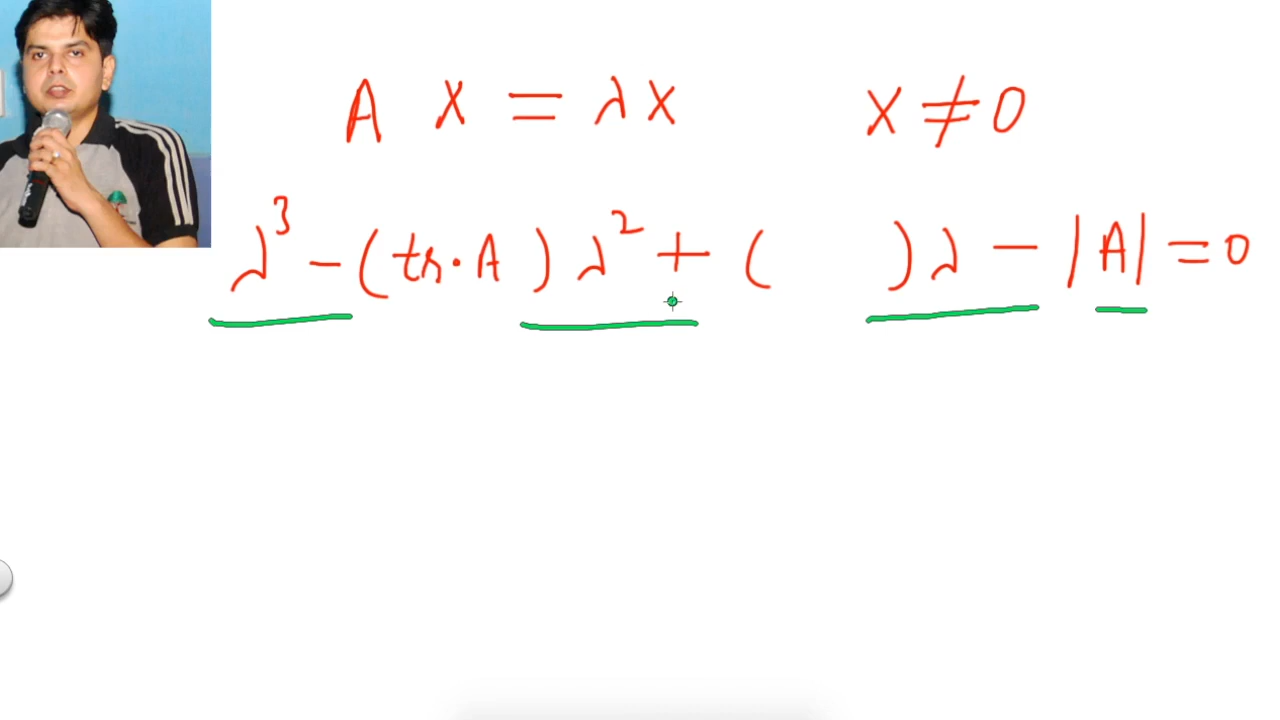 A X = λX X ≠ 0
λ³ - (tr.A) λ² + ( ) λ - |A| = 0